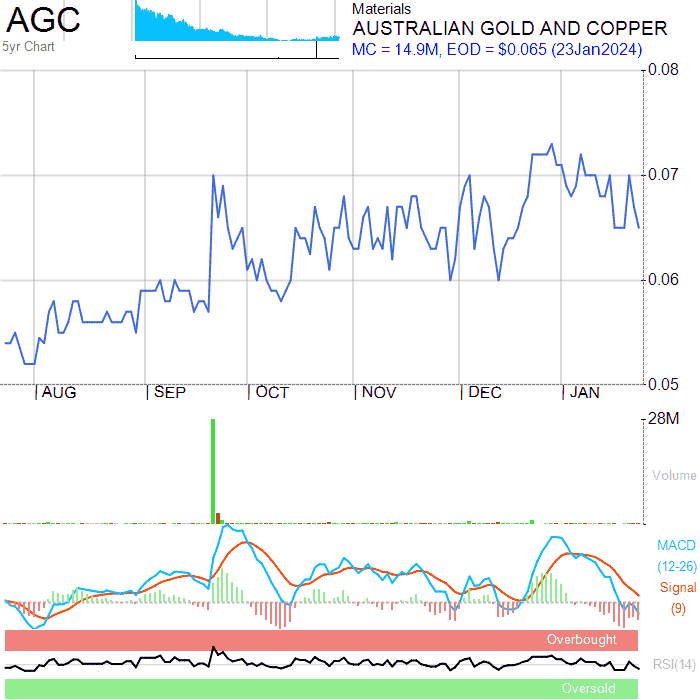 AGC
5yr Chart
Materials
AUSTRALIAN GOLD AND COPPER
MC = 14.9M, EOD = $0.065 (23Jan2024)
0.08
0.07
0.06
0.05
AUG SEP OCT NOV DEC JAN
28M
Volume
MACD
(12-26)
Signal
(9)
Overbought
RSI(14)
Oversold